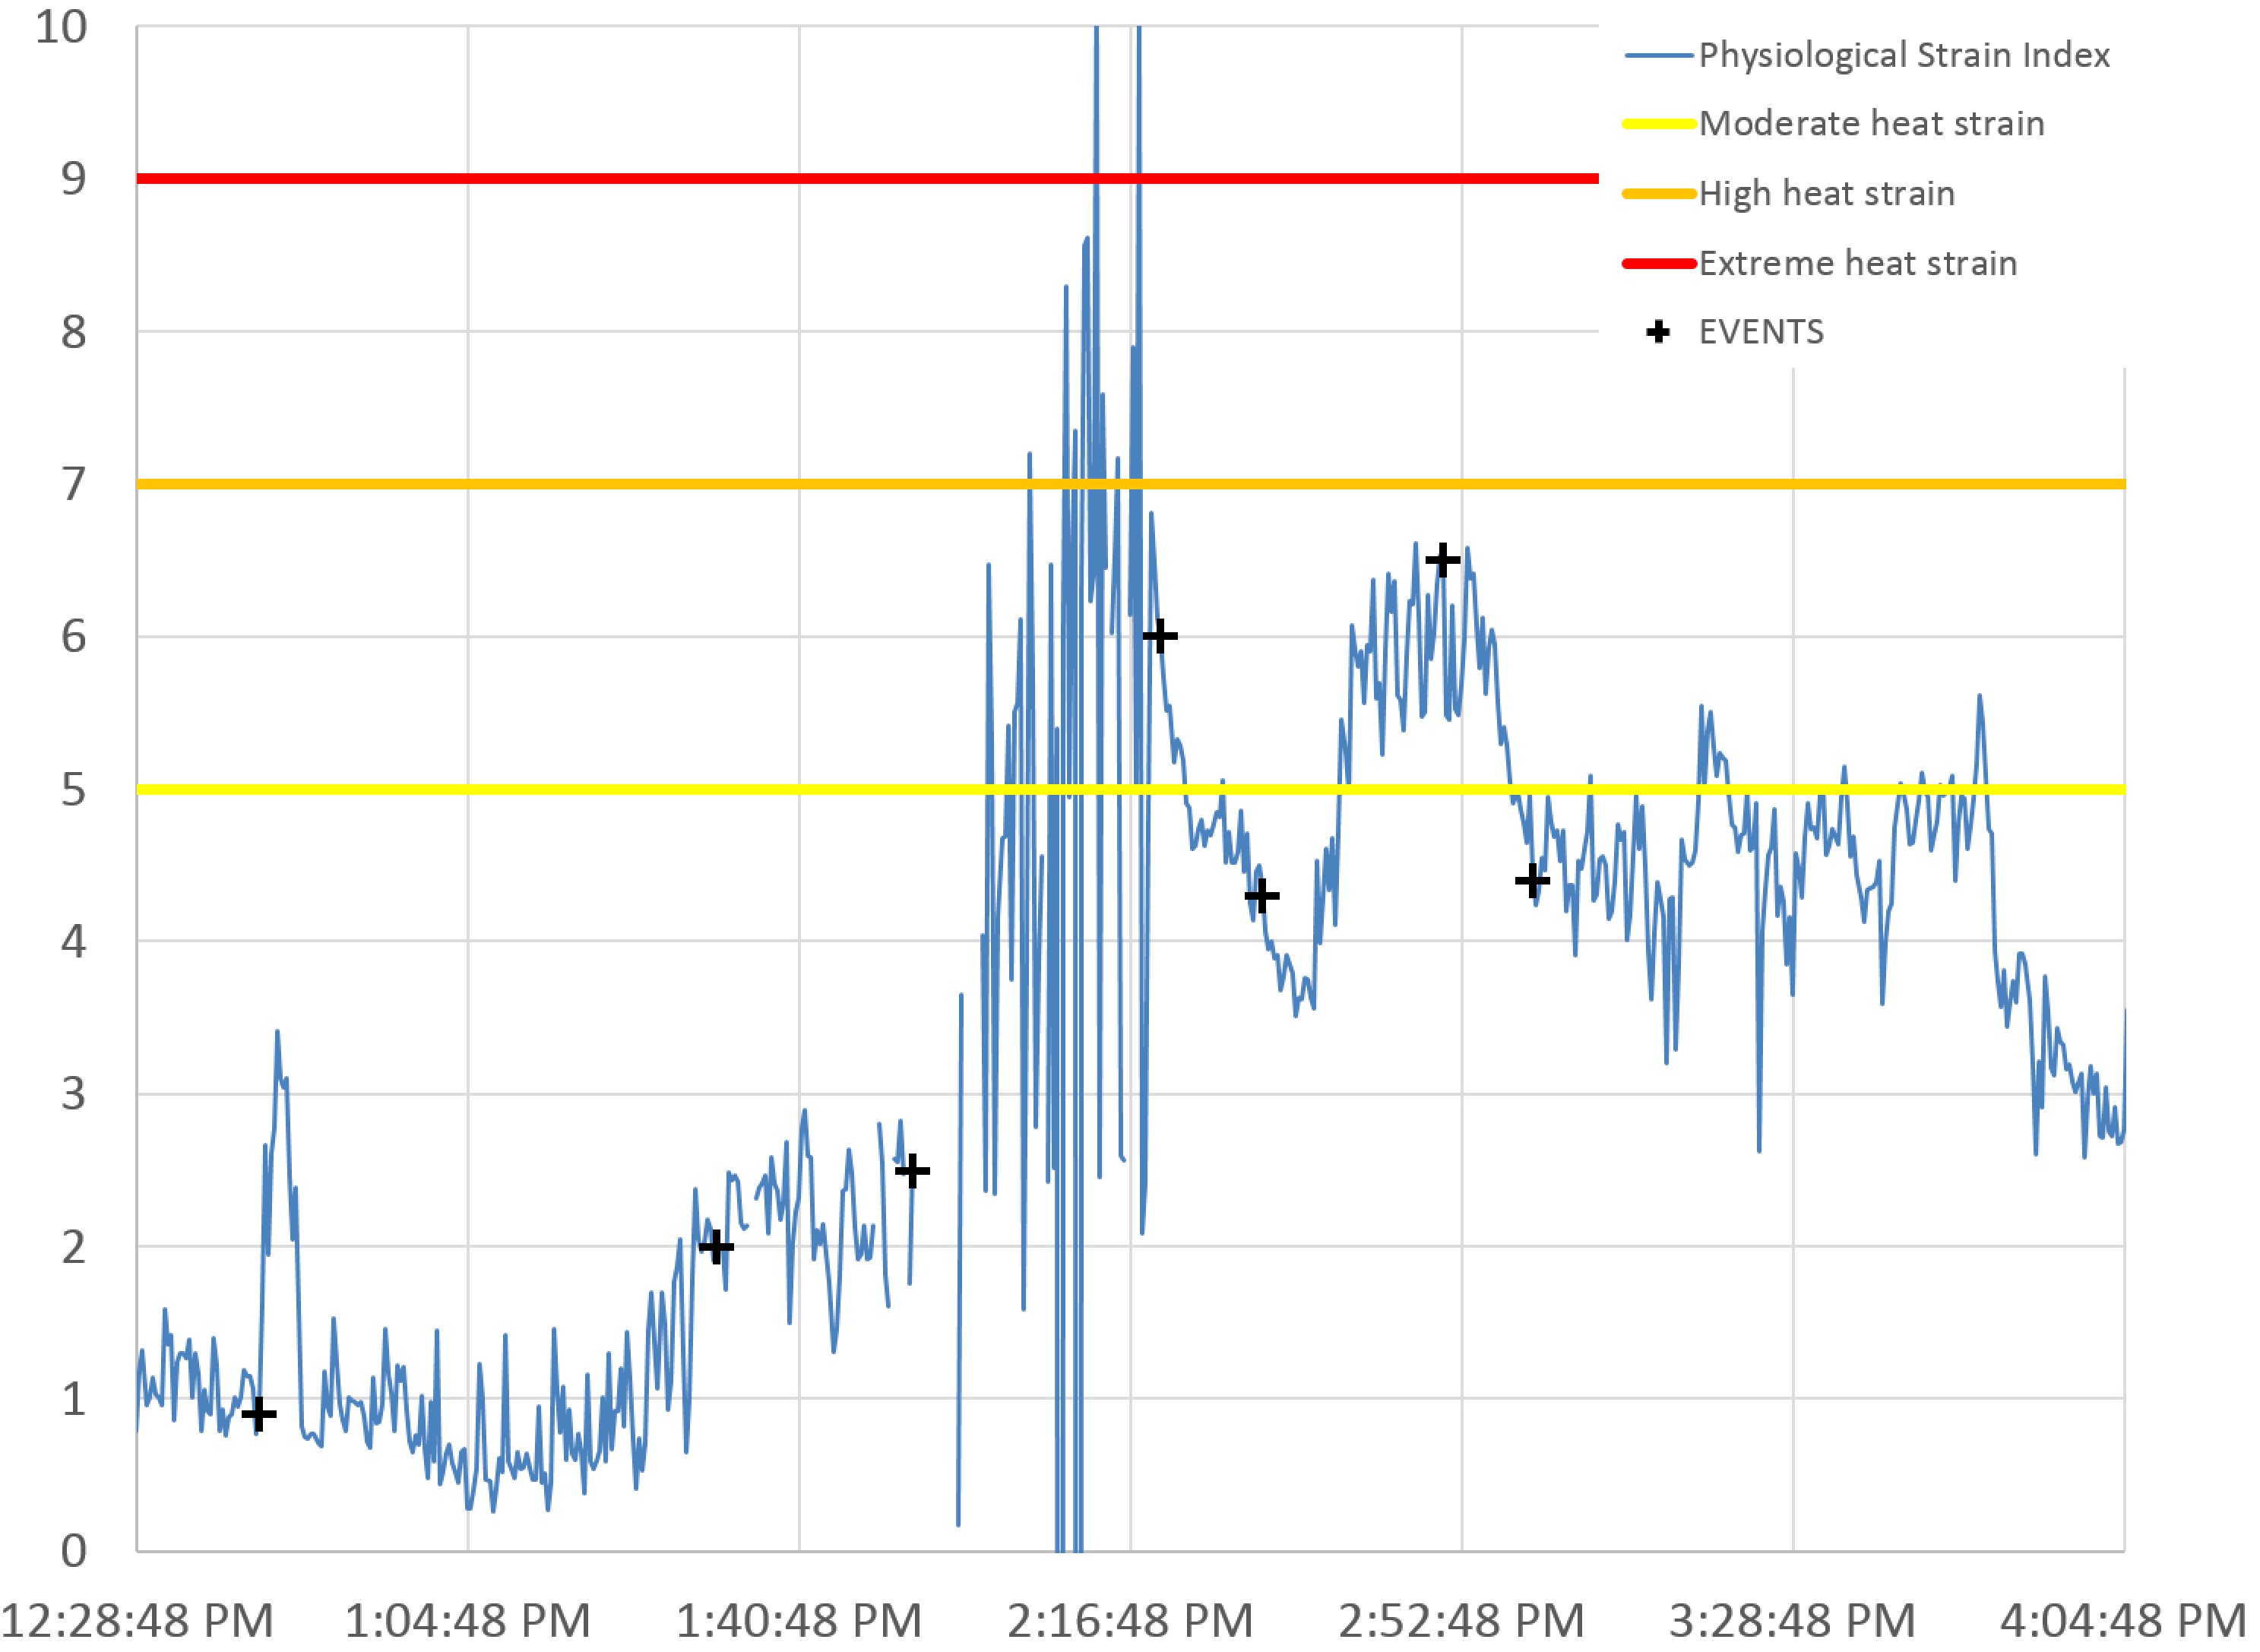 10
9
8
7
6
5
4
3
2
1
0
Physiological Strain Index
Moderate heat strain
High heat strain
Extreme heat strain
EVENTS
12:28:48 PM 1:04:48 PM 1:40:48 PM 2:16:48 PM 2:52:48 PM 3:28:48 PM 4:04:48 PM